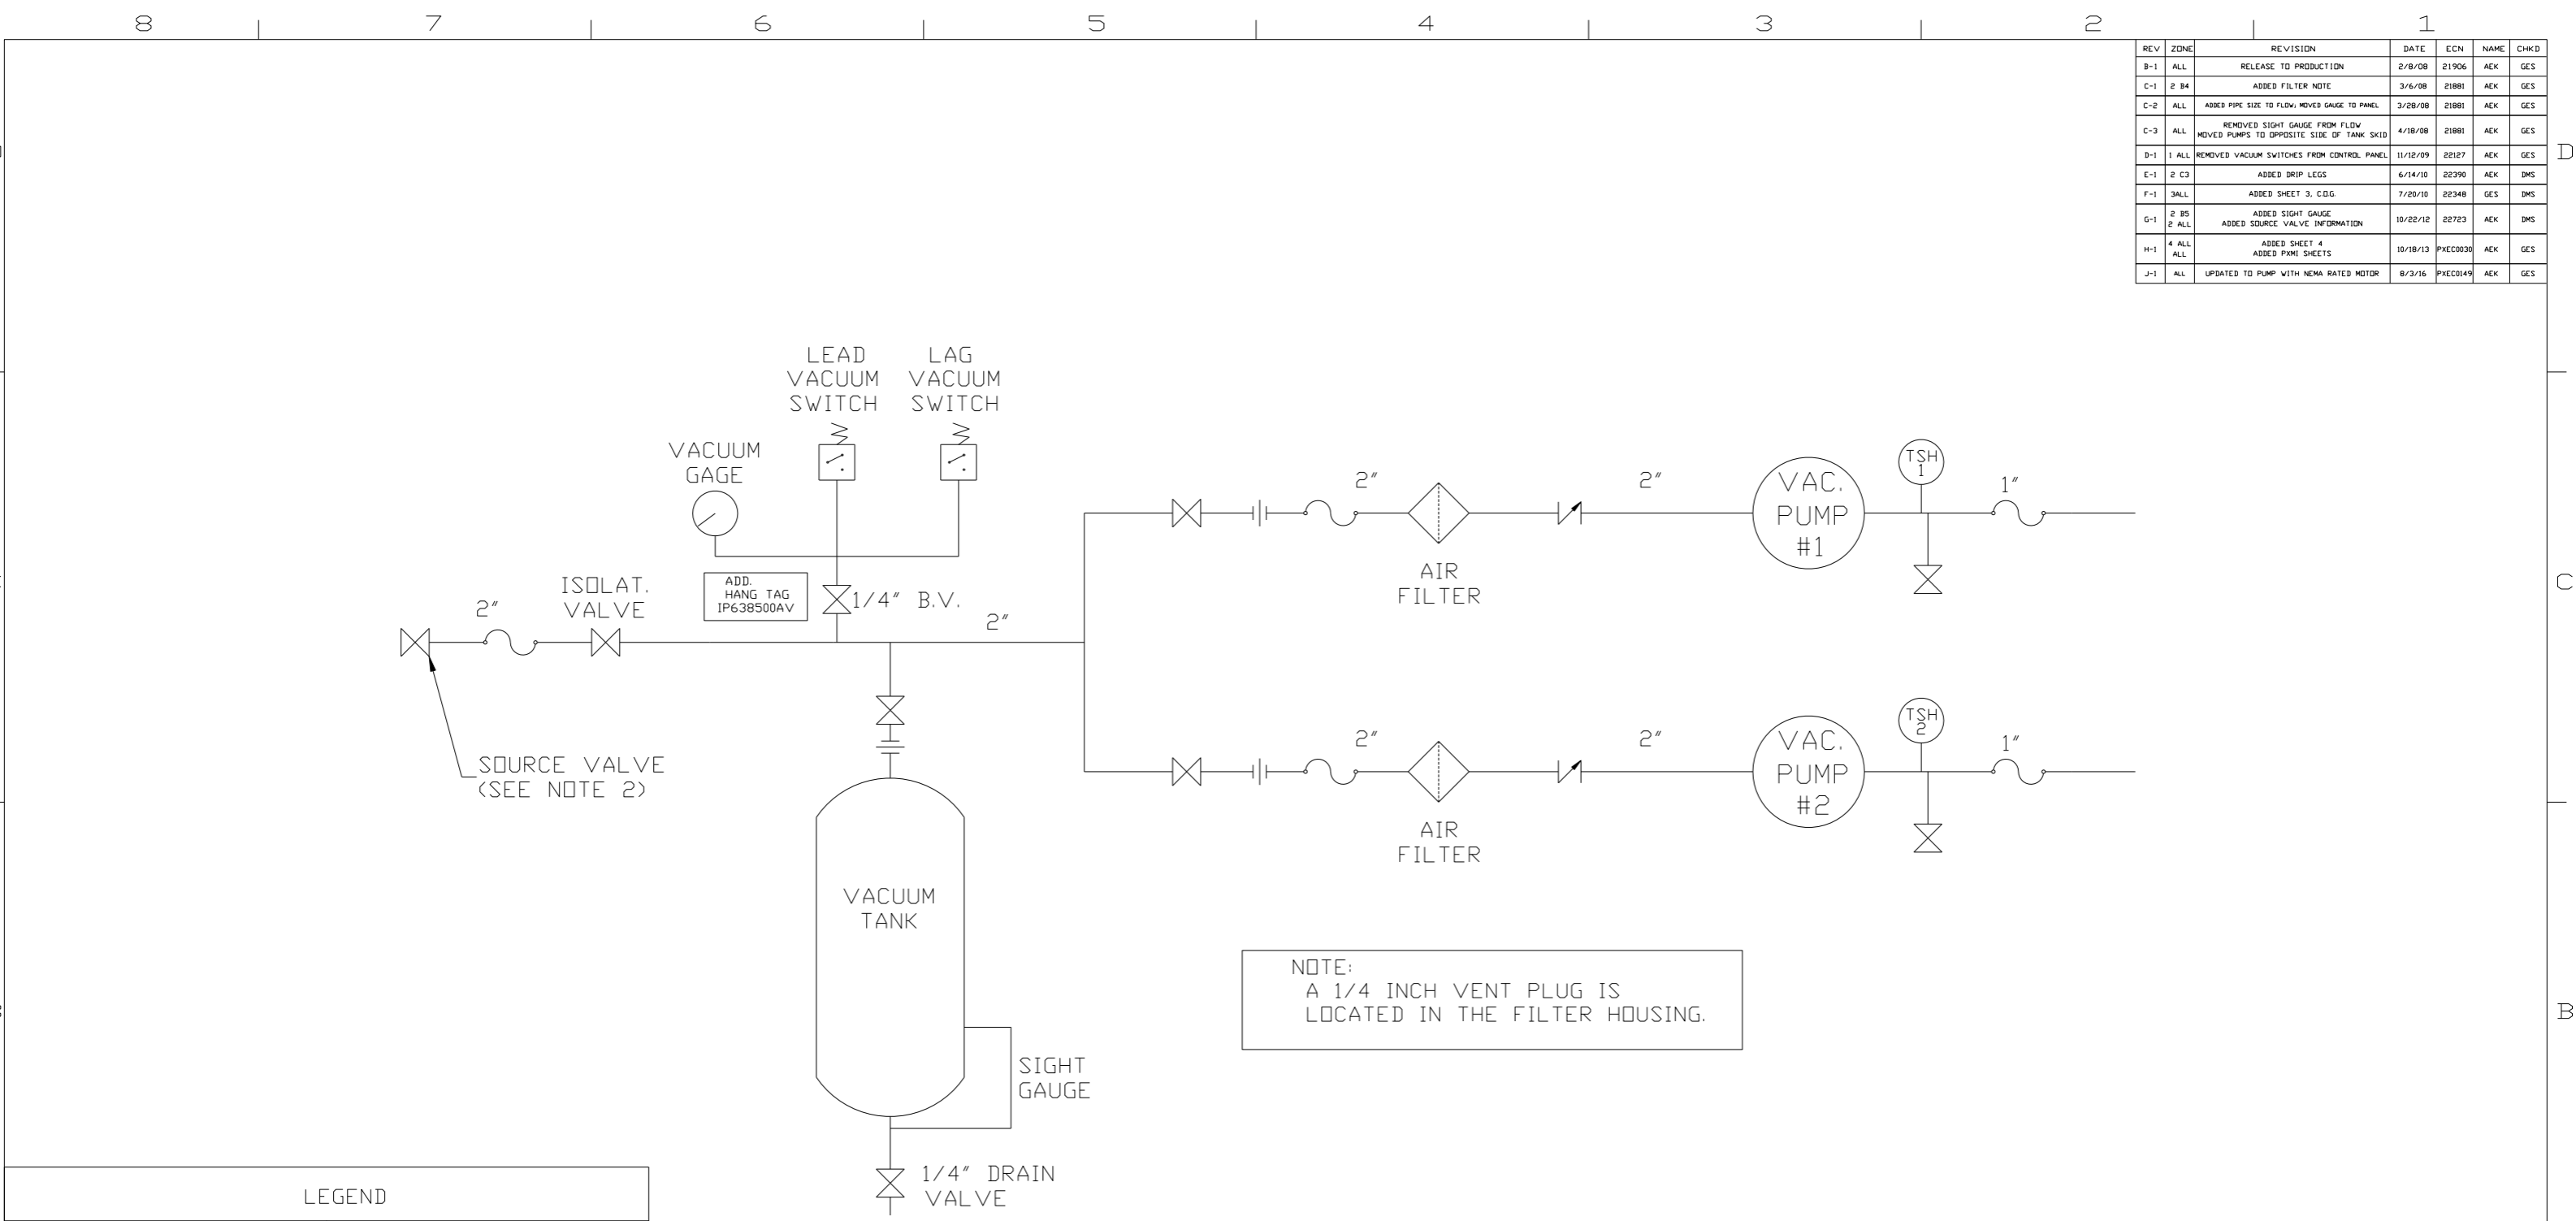 8 7 6 5 4 3 2 1
REV ZONE REVISION DATE ECN NAME CHKD
B-1 ALL RELEASE TO PRODUCTION 2/8/08 21906 AEK GES
C-1 2 B4 ADDED FILTER NOTE 3/6/08 21881 AEK GES
C-2 ALL ADDED PIPE SIZE TO FLOW; MOVED GAUGE TO PANEL 3/28/08 21881 AEK GES
C-3 ALL REMOVED SIGHT GAUGE FROM FLOW 4/18/08 21881 AEK GES
MOVED PUMPS TO OPPOSITE SIDE OF TANK SKID
D-1 1 ALL REMOVED VACUUM SWITCHES FROM CONTROL PANEL 11/12/09 22127 AEK GES
E-1 2 C3 ADDED DRIP LEGS 6/14/10 22390 AEK DMS
F-1 3ALL ADDED SHEET 3, C.O.G. 7/20/10 22348 GES DMS
G-1 2 B5 ADDED SIGHT GAUGE 10/22/12 22723 AEK DMS
2 ALL ADDED SOURCE VALVE INFORMATION
H-1 4 ALL ADDED SHEET 4 10/18/13 PXEC0030 AEK GES
ALL ADDED PXMI SHEETS
J-1 ALL UPDATED TO PUMP WITH NEMA RATED MOTOR 8/3/16 PXEC0149 AEK GES
D
LEAD
VACUUM
SWITCH
LAG
VACUUM
SWITCH
VACUUM
GAGE
2"
2"
VAC.
PUMP
#1
TSH
1
1"
AIR
FILTER
C
ADD.
HANG TAG
IP638500AV
1/4" B.V.
ISOLAT.
VALVE
2"
2"
SOURCE VALVE
(SEE NOTE 2)
2"
2"
VAC.
PUMP
#2
TSH
2
1"
AIR
FILTER
VACUUM
TANK
NOTE:
A 1/4 INCH VENT PLUG IS
LOCATED IN THE FILTER HOUSING.
B
SIGHT
GAUGE
1/4" DRAIN
VALVE
LEGEND